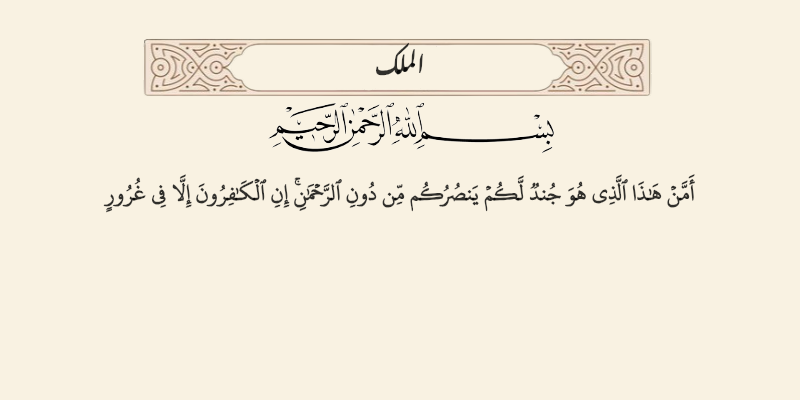 الملك
بِسْمِ ٱللَّهِ ٱلرَّحْمَٰنِ ٱلرَّحِيمِ
أَمَّنْ هَٰذَا ٱلَّذِى هُوَ جُندٌ لَّكُمْ يَنصُرُكُم مِّن دُونِ ٱلرَّحْمَٰنِ ۚ إِنِ ٱلْكَٰفِرُونَ إِلَّا فِى غُرُورٍ